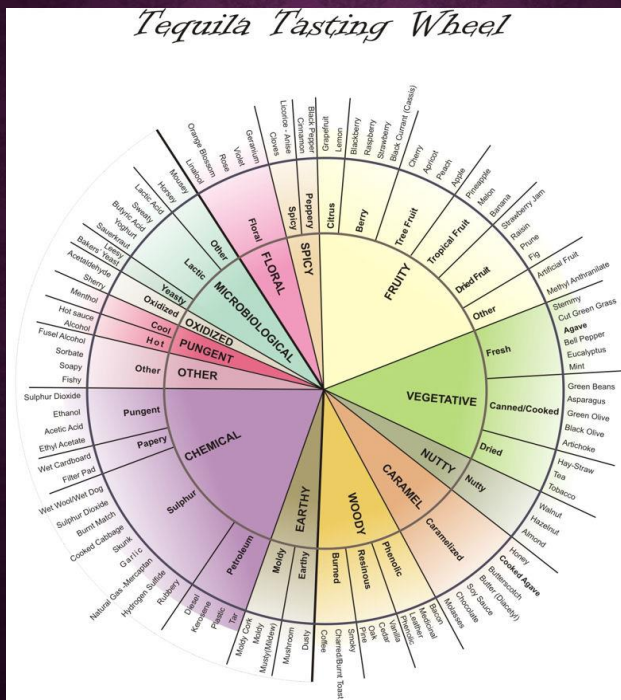 Tequila Tasting Wheel
FRUITY
Citrus
Grapefruit
Lemon
Berry
Blackberry
Raspberry
Strawberry
Black Currant (Cassis)
Tree Fruit
Cherry
Apricot
Peach
Apple
Tropical Fruit
Pineapple
Melon
Banana
Dried Fruit
Strawberry Jam
Raisin
Prune
Fig
Other
Artificial Fruit
Methyl Anthranilate
VEGETATIVE
Fresh
Stemmy
Cut Green Grass
Agave
Bell Pepper
Eucalyptus
Mint
Canned/Cooked
Green Beans
Asparagus
Green Olive
Black Olive
Artichoke
Dried
Hay-Straw
Tea
Tobacco
NUTTY
Nutty
Walnut
Hazelnut
Almond
CARAMEL
Caramelized
Honey
Cooked Agave
Butterscotch
Butter (Diacetyl)
Soy Sauce
Chocolate
Molasses
WOODY
Phenolic
Bacon
Medicinal
Leather
Phenolic
Vanilla
Resinous
Cedar
Oak
Pine
Burned
Smoky
Charred/Burnt Toast
Coffee
EARTHY
Earthy
Dusty
Mushroom
Moldy
Musty(Mildew)
Moldy
Moldy Cork
CHEMICAL
Petroleum
Tar
Plastic
Kerosene
Diesel
Sulphur
Rubbery
Hydrogen Sulfide
Natural Gas -Mercaptan
Garlic
Skunk
Cooked Cabbage
Burnt Match
Sulphur Dioxide
Wet Wool/Wet Dog
Papery
Filter Pad
Wet Cardboard
Pungent
Ethyl Acetate
Acetic Acid
Ethanol
Sulphur Dioxide
OTHER
Other
Fishy
Soapy
Sorbate
Fusel Alcohol
PUNGENT
Hot
Alcohol
Hot sauce
Cool
Menthol
OXIDIZED
Oxidized
Sherry
Acetaldehyde
MICROBIOLOGICAL
Yeasty
Bakers' Yeast
Leesy
Lactic
Sauerkraut
Yoghurt
Butyric Acid
Sweaty
Lactic Acid
Other
Horsey
Mousey
FLORAL
Floral
Linalool
Orange Blossom
Rose
Violet
Geranium
SPICY
Spicy
Cloves
Licorice - Anise
Peppery
Cinnamon
Black Pepper